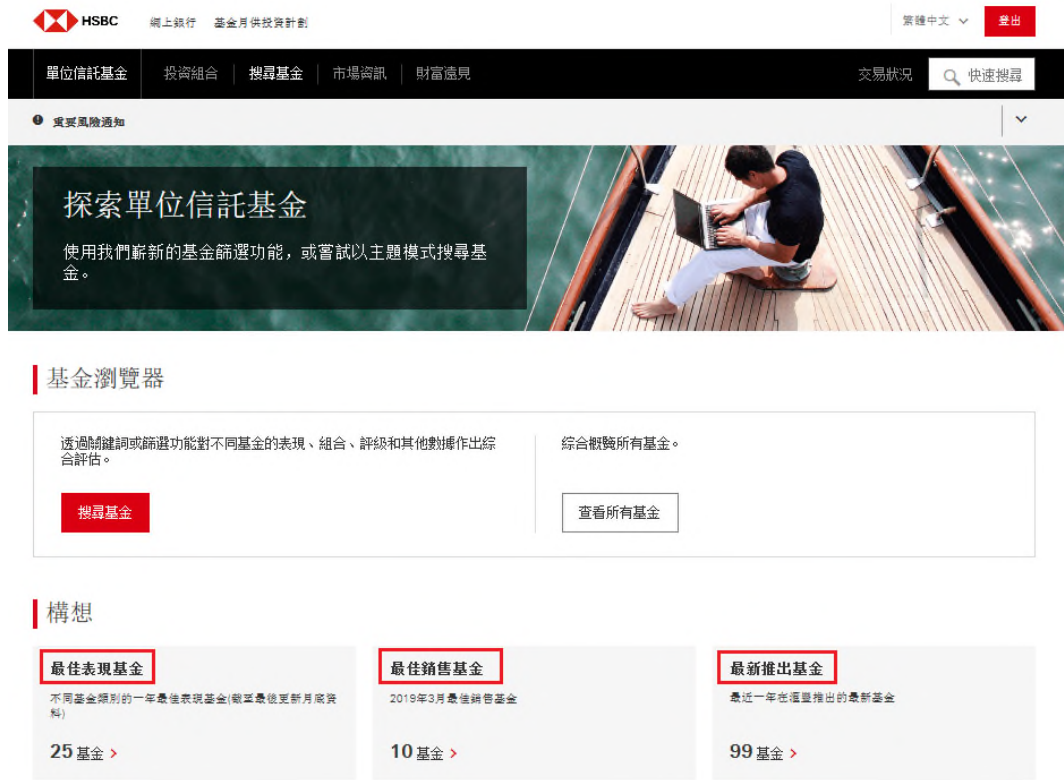 HSBC 網上銀行 基金月供投資計劃 繁體中文 登出
單位信託基金 投資組合 搜尋基金 市場資訊 財富遠見 交易狀況 快速搜尋
重要風險通知
探索單位信託基金
使用我們嶄新的基金篩選功能，或嘗試以主題模式搜尋基
金。
基金瀏覽器
透過關鍵詞或篩選功能對不同基金的表現、組合、評級和其他數據作出綜
合評估。
綜合概覽所有基金。
搜尋基金 查看所有基金
構想
最佳表現基金
不同基金類別的一年最佳表現基金(截至最後更新月底資
料)
25 基金
最佳銷售基金
2019年3月最佳銷售基金
10 基金
最新推出基金
最近一年在滙豐推出的最新基金
99 基金